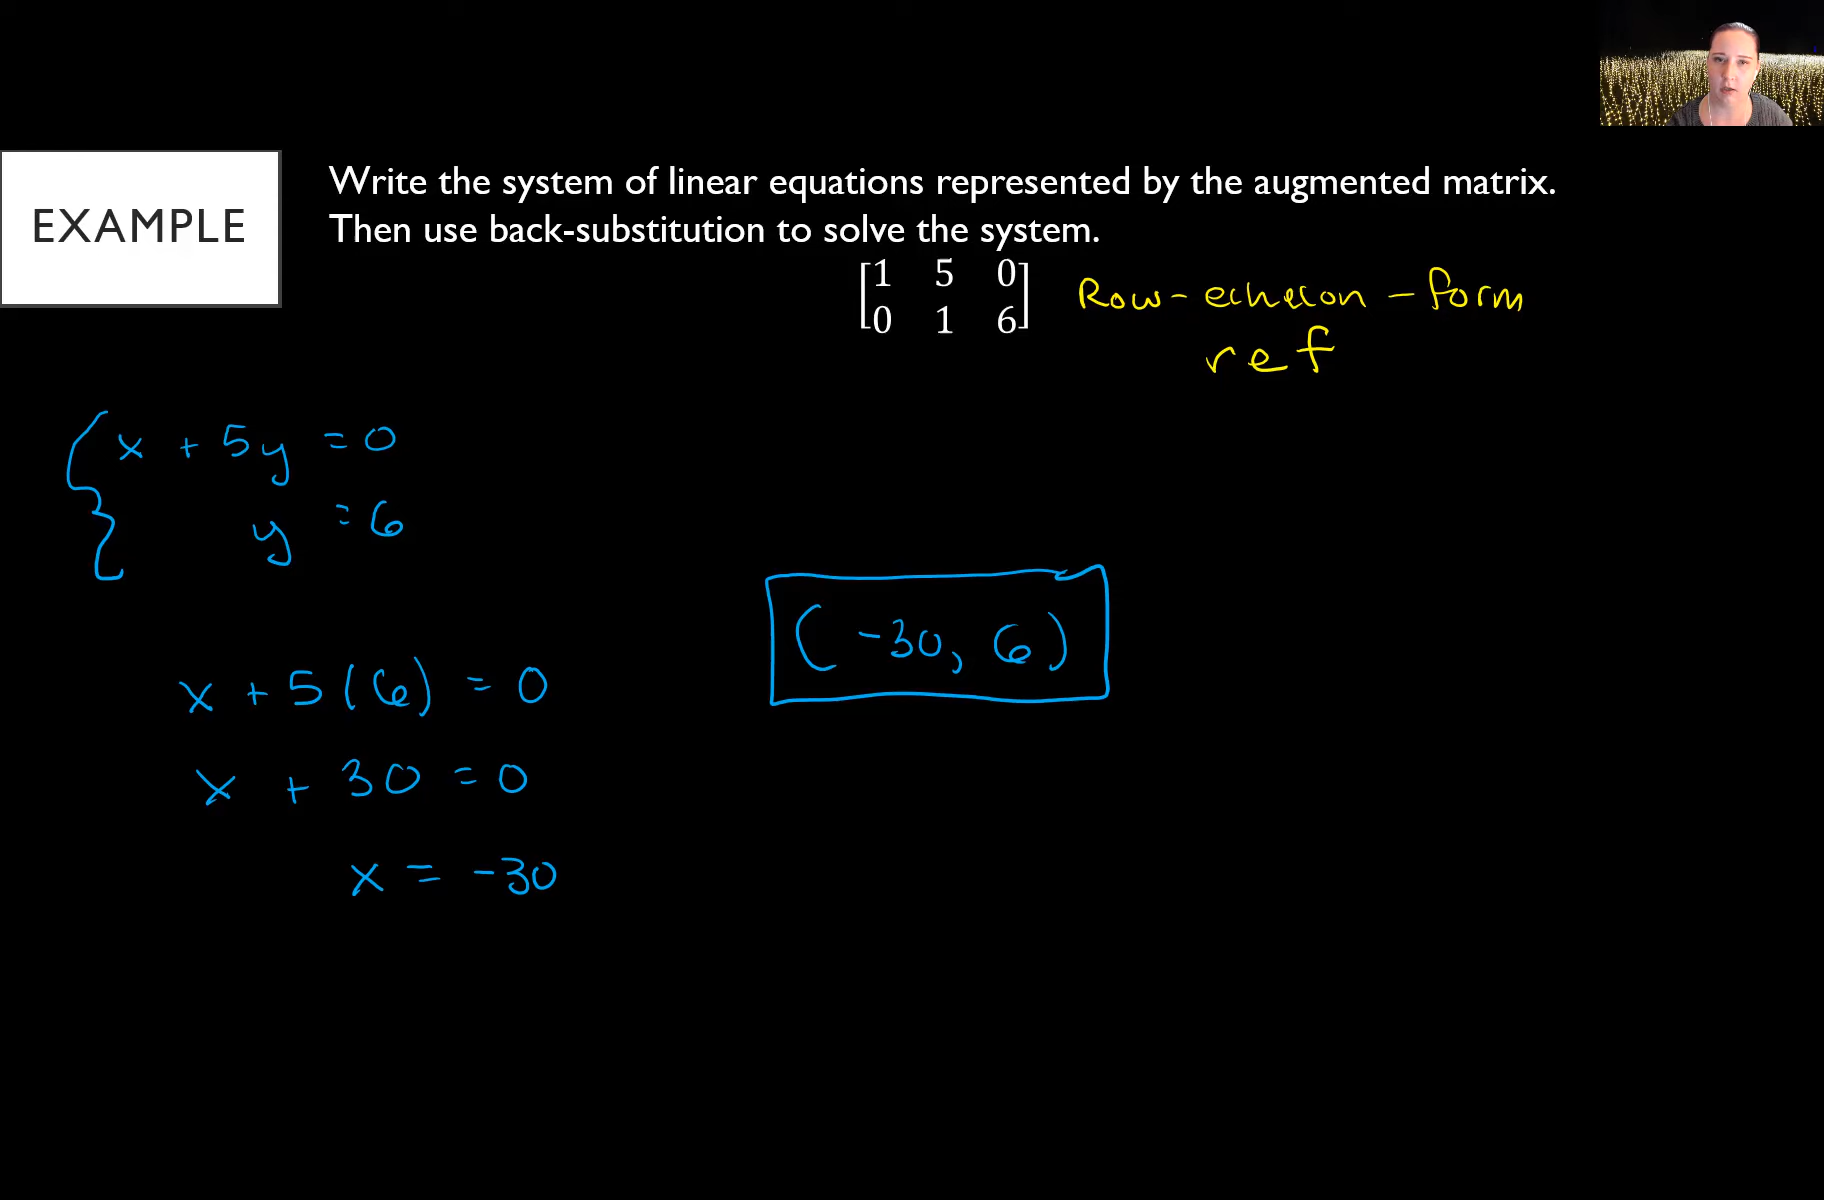 EXAMPLE
Write the system of linear equations represented by the augmented matrix.
Then use back-substitution to solve the system.
[1 5 0]
[0 1 6]
Row-echelon-form
ref
{ x + 5y = 0
y = 6
x + 5(6) = 0
x + 30 = 0
x = -30
(-30, 6)